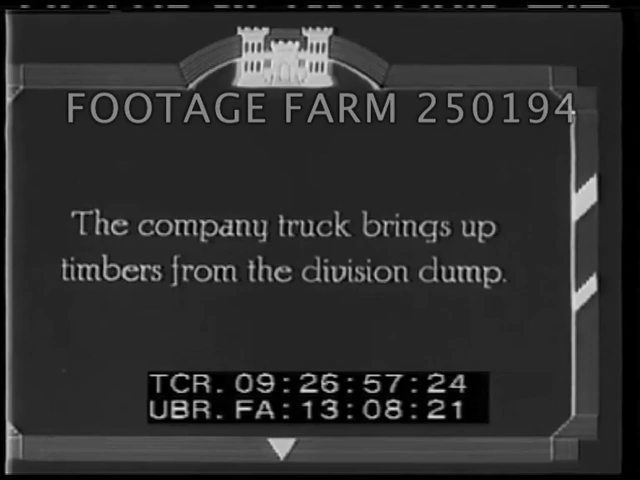 FOOTAGE FARM 250194
The company truck brings up
timbers from the division dump.
TCR. 09:26:57:24
UBR. FA:13:08:21